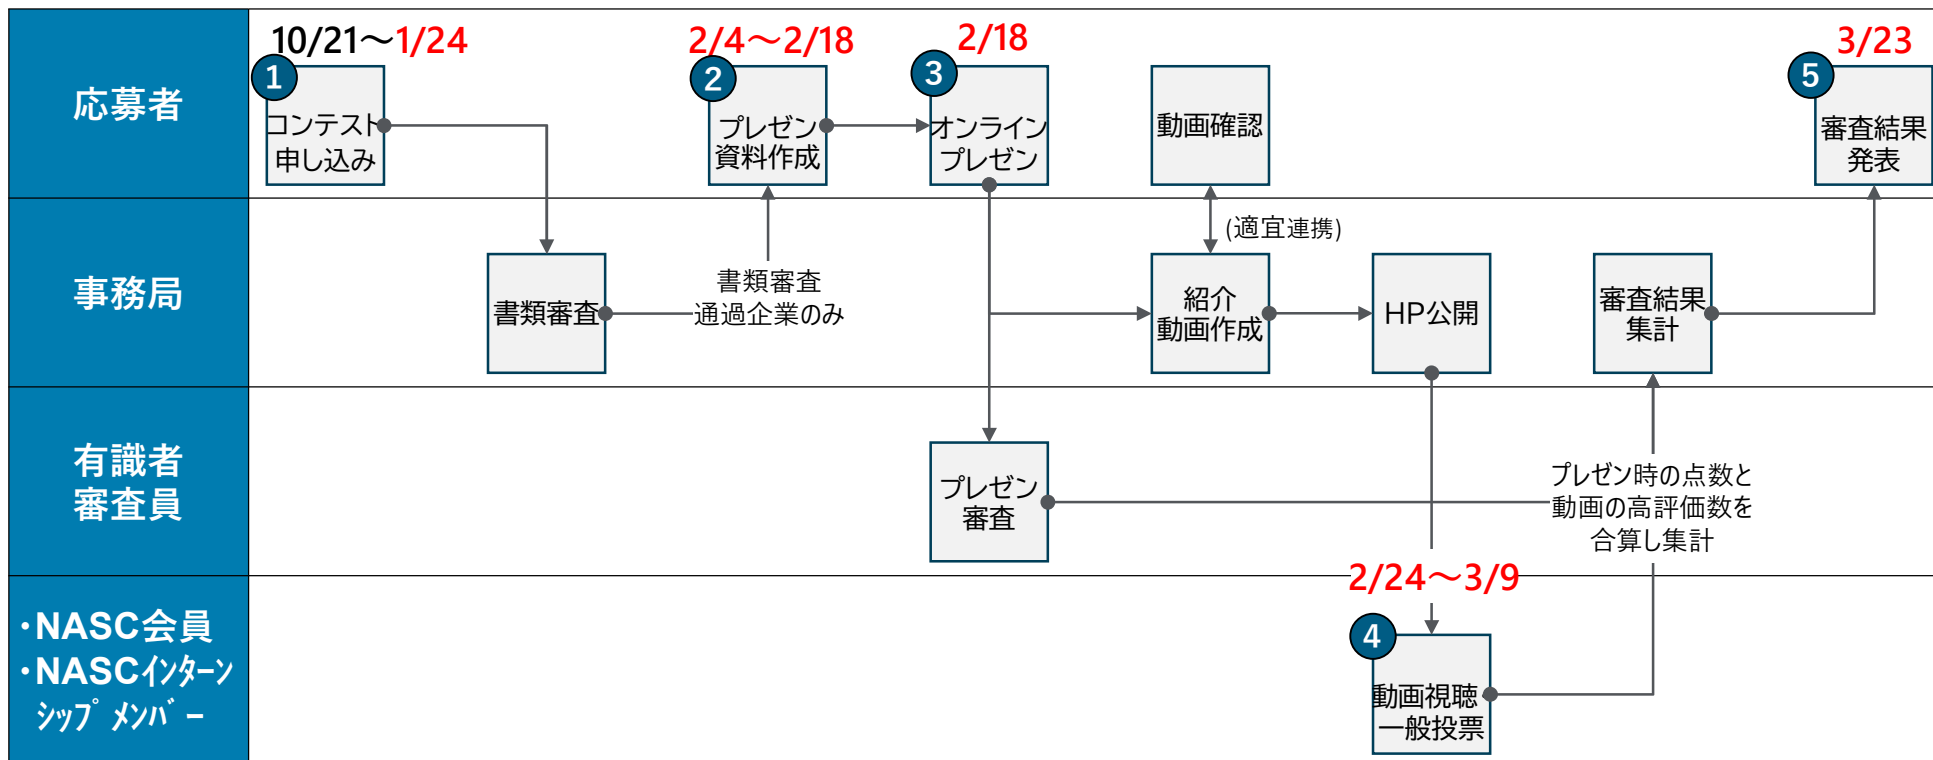 応募者
10/21～1/24
1
コンテスト
申し込み
2/4～2/18
2
プレゼン
資料作成
2/18
3
オンライン
プレゼン
動画確認
3/23
5
審査結果
発表
事務局
書類審査
書類審査
通過企業のみ
(適宜連携)
紹介
動画作成
HP公開
審査結果
集計
有識者
審査員
プレゼン
審査
プレゼン時の点数と
動画の高評価数を
合算し集計
・NASC会員
・NASCインターン
シップ メンバー
2/24～3/9
4
動画視聴
一般投票